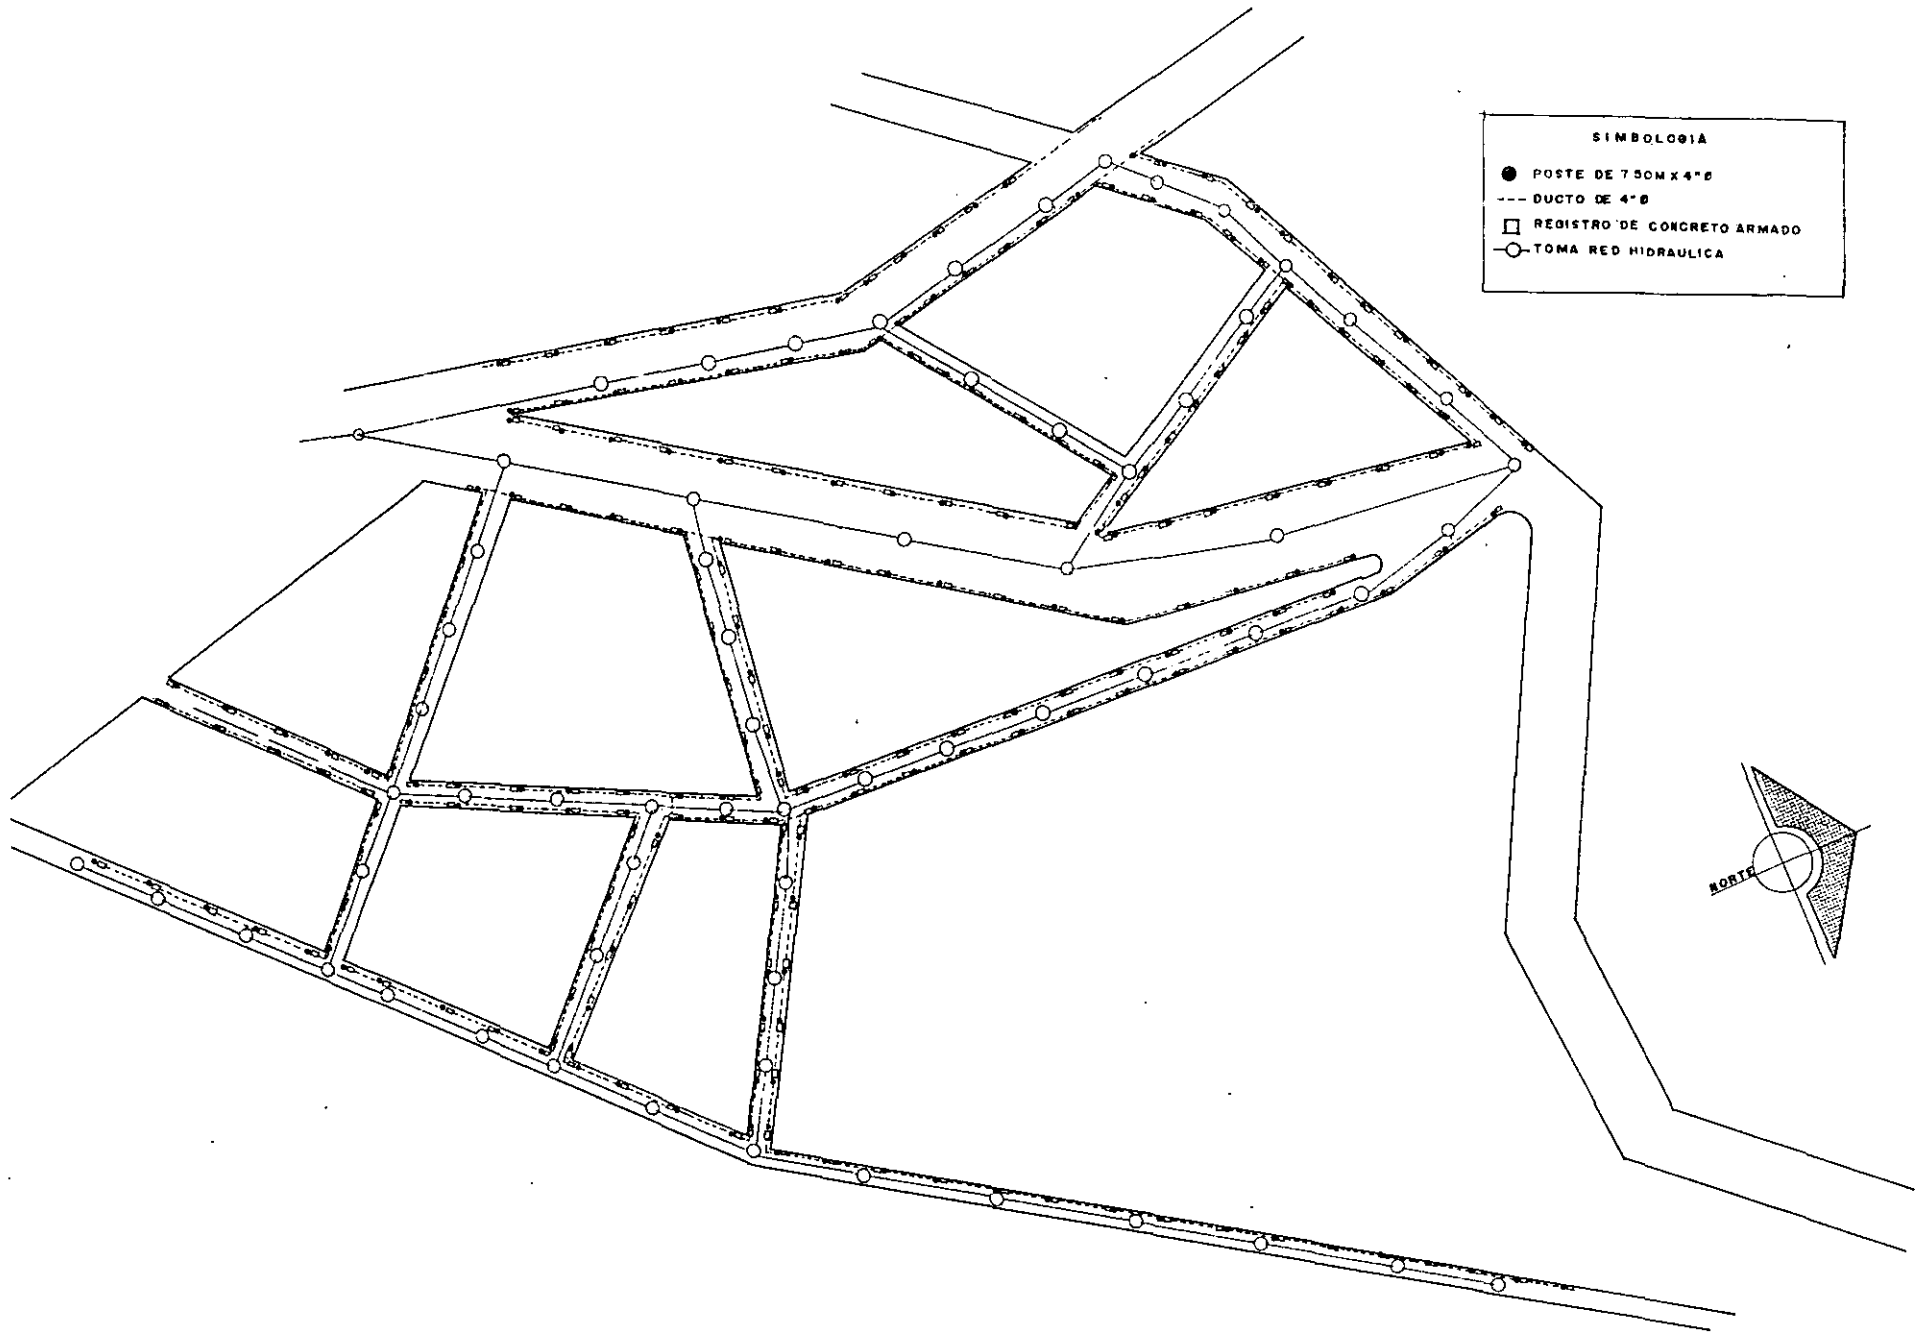 SIMBOLOGIA
POSTE DE 7 50M X 4"Ø
DUCTO DE 4"Ø
REGISTRO DE CONCRETO ARMADO
TOMA RED HIDRAULICA
NORTE